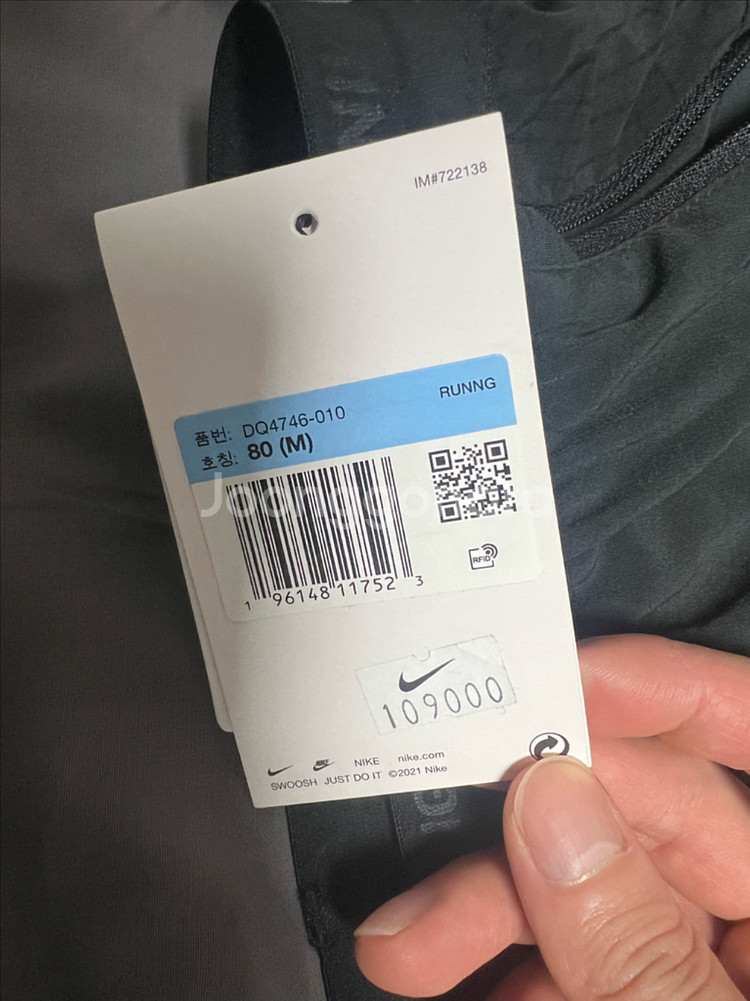 IM#722138
RUNNG
품번: DQ4746-010
호칭: 80 (M)
RFID
1 96148 11752 3
109000
NIKE nike.com
SWOOSH JUST DO IT ©2021 Nike